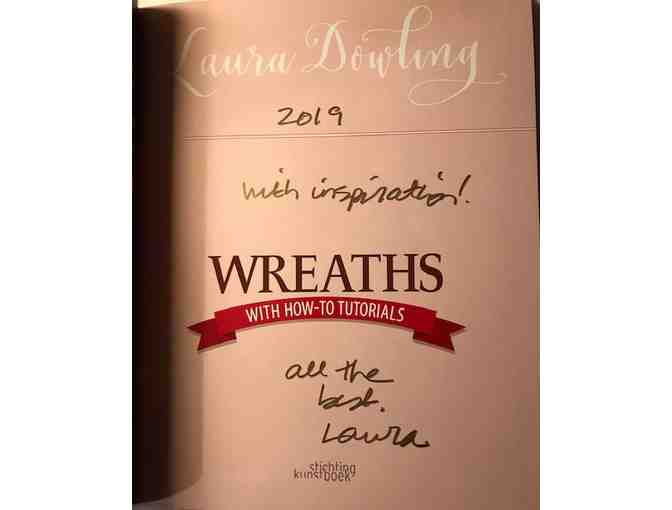 Laura Dowling
2019
with inspiration!
WREATHS
WITH HOW-TO TUTORIALS
all the
best.
Laura
stichting
kunstboek